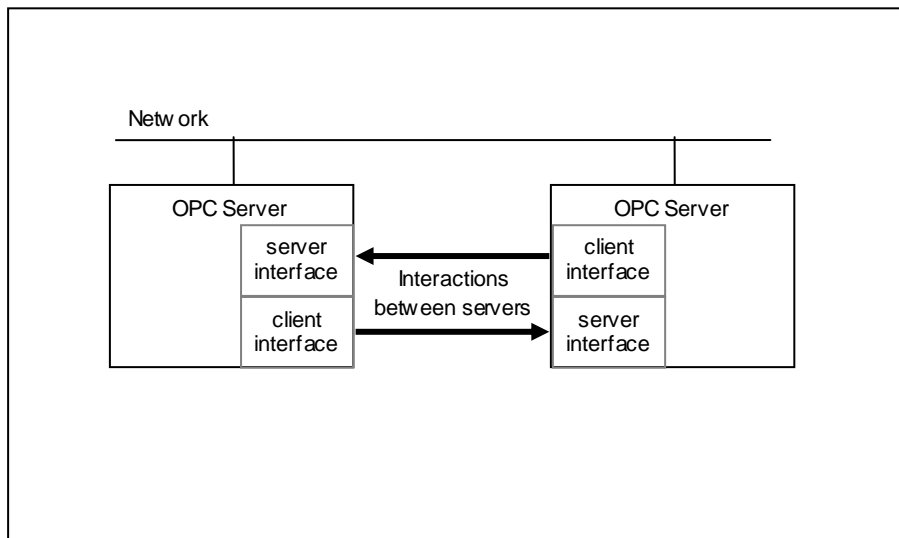 Network
OPC Server
OPC Server
server
interface
client
interface
Interactions
between servers
client
interface
server
interface